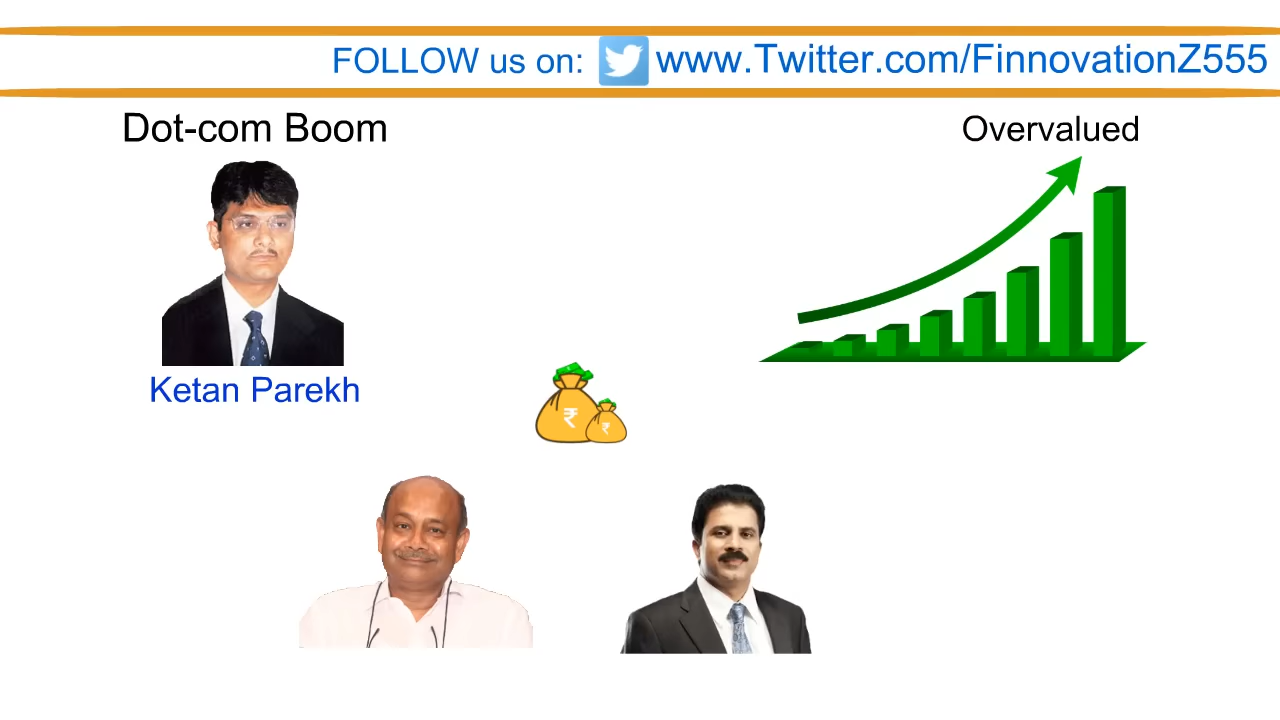 FOLLOW us on: www.Twitter.com/FinnovationZ555
Dot-com Boom
Overvalued
Ketan Parekh
₹
₹